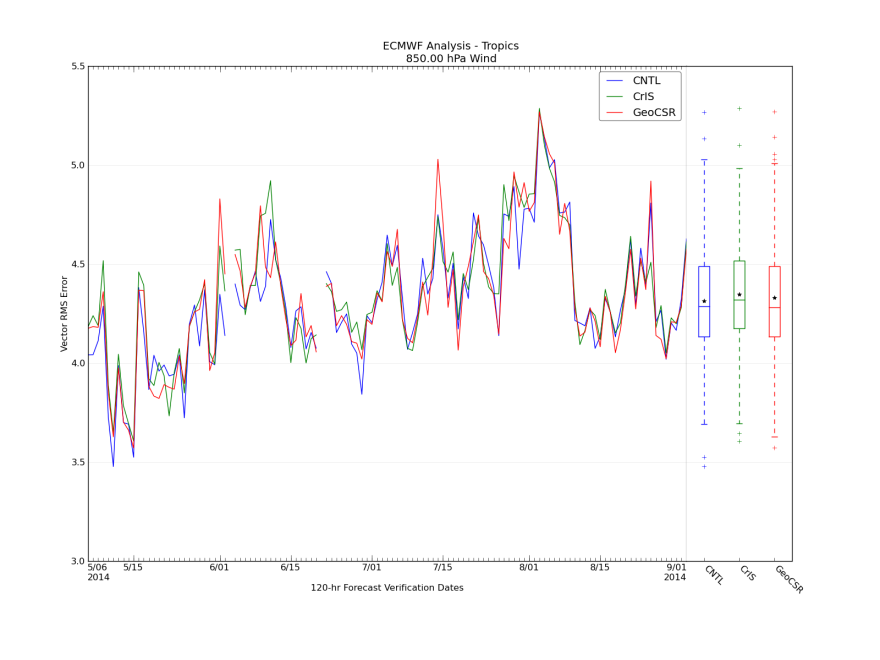 ECMWF Analysis - Tropics
850.00 hPa Wind
CNTL
CrIS
GeoCSR
Vector RMS Error
5.5
5.0
4.5
4.0
3.5
3.0
5/06 5/15 6/01 6/15 7/01 7/15 8/01 8/15 9/01
2014 2014
CNTL CrIS GeoCSR
120-hr Forecast Verification Dates